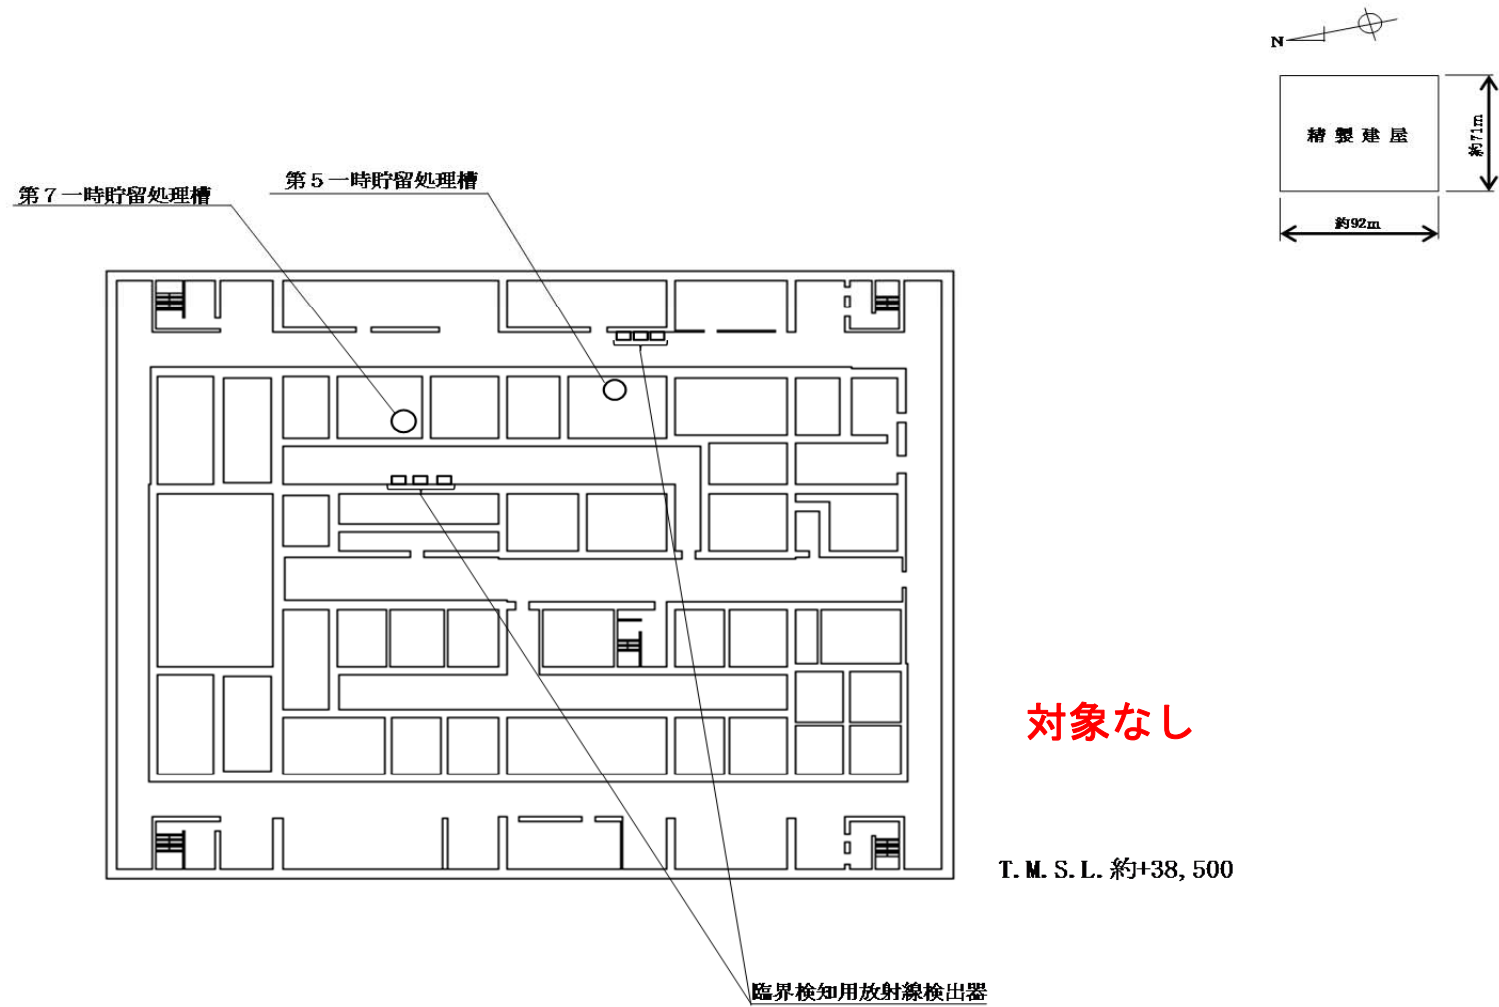 N
精製建屋
約71m
約92m
第５一時貯留処理槽
第７一時貯留処理槽
対象なし
T.M.S.L.約+38,500
臨界検知用放射線検出器